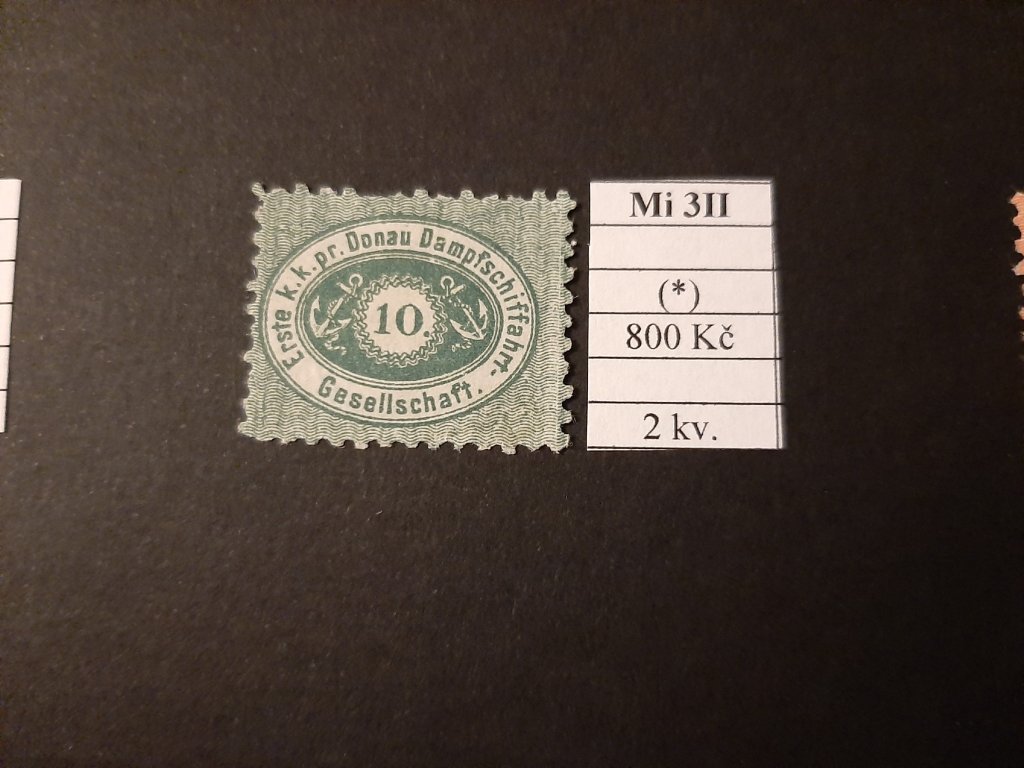 Erste k. k. pr. Donau Dampfschiffahrt-
Gesellschaft.
10.
Mi 3II
(*)
800 Kč
2 kv.